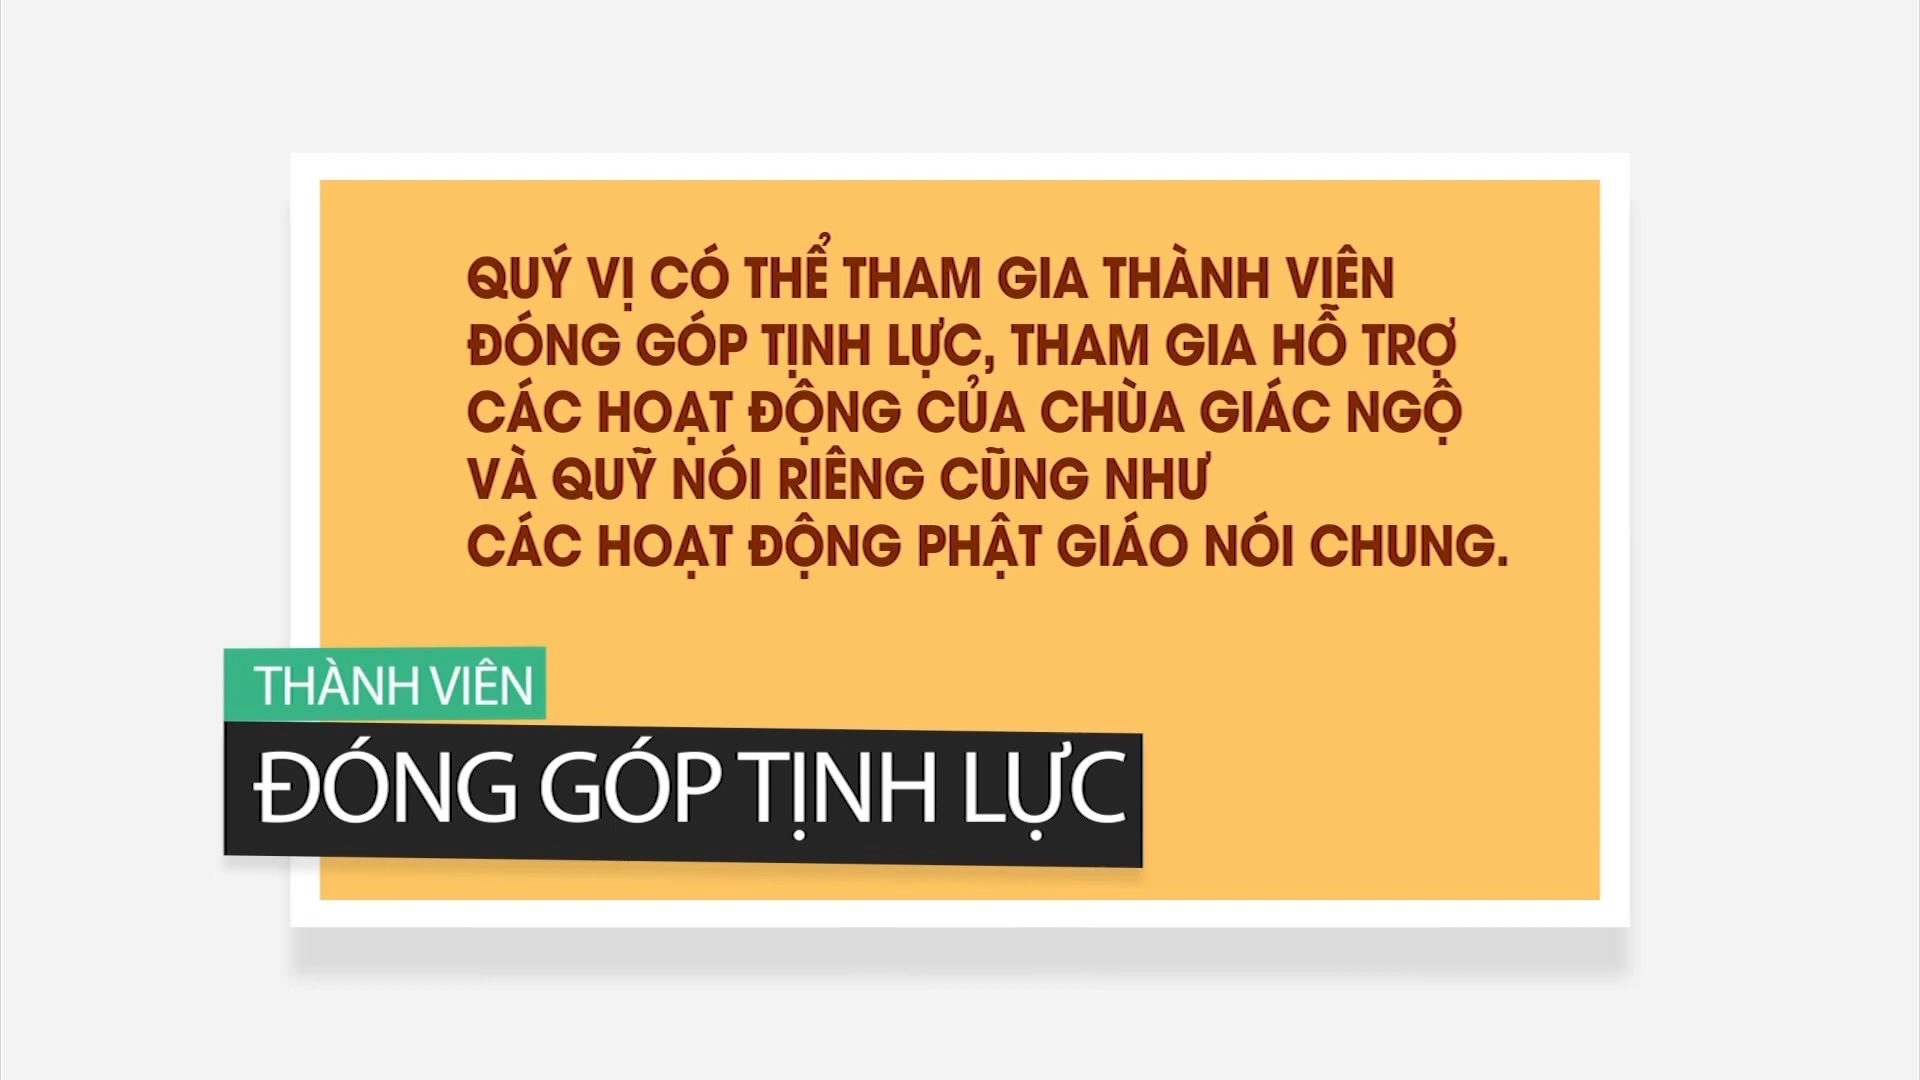 QUÝ VỊ CÓ THỂ THAM GIA THÀNH VIÊN
ĐÓNG GÓP TỊNH LỰC, THAM GIA HỖ TRỢ
CÁC HOẠT ĐỘNG CỦA CHÙA GIÁC NGỘ
VÀ QUỸ NÓI RIÊNG CŨNG NHƯ
CÁC HOẠT ĐỘNG PHẬT GIÁO NÓI CHUNG.
THÀNH VIÊN
ĐÓNG GÓP TỊNH LỰC